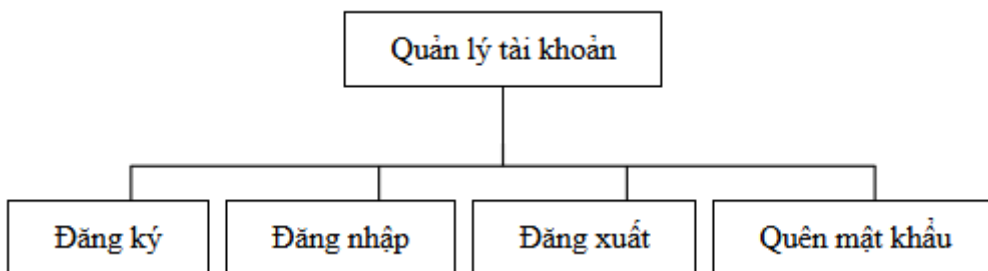 Quản lý tài khoản
Đăng ký
Đăng nhập
Đăng xuất
Quên mật khẩu